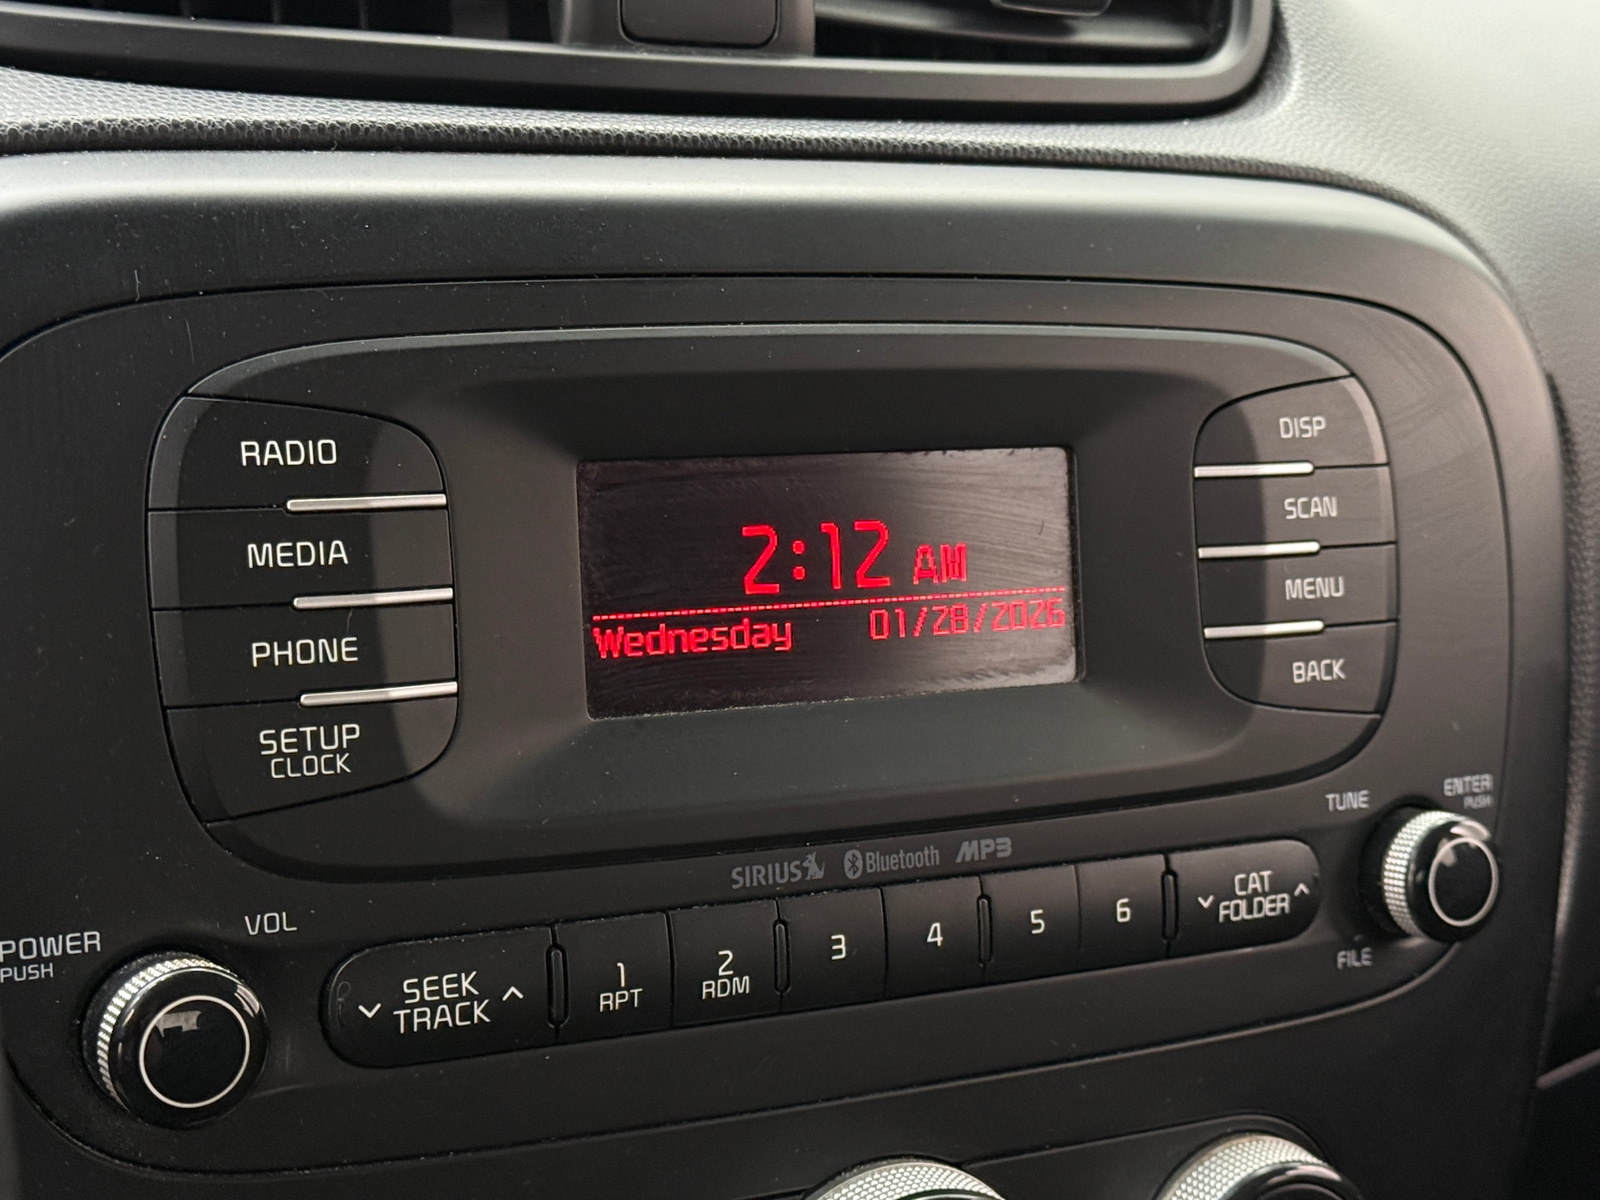 RADIO
MEDIA
PHONE
SETUP
CLOCK
2:12 AM
Wednesday 01/28/2026
DISP
SCAN
MENU
BACK
SIRIUS Bluetooth MP3
POWER
PUSH
VOL
SEEK
TRACK
1
RPT
2
RDM
3
4
5
6
CAT
FOLDER
TUNE
ENTER
PUSH
FILE